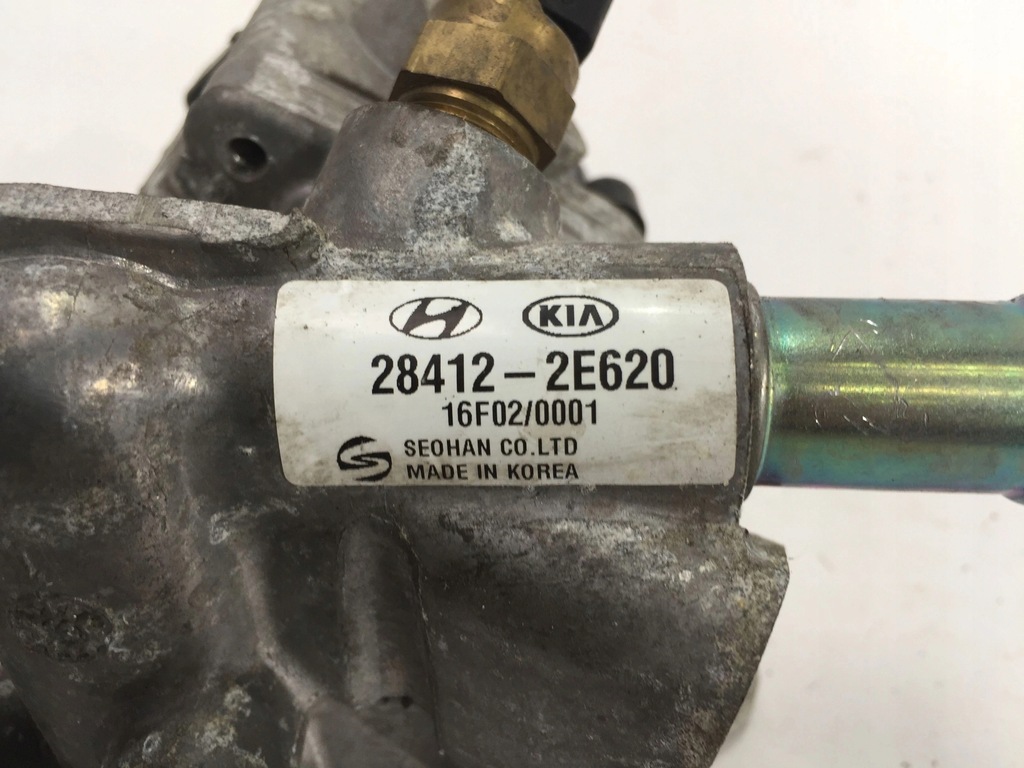 KIA
28412-2E620
16F02/0001
SEOHAN CO.LTD
MADE IN KOREA